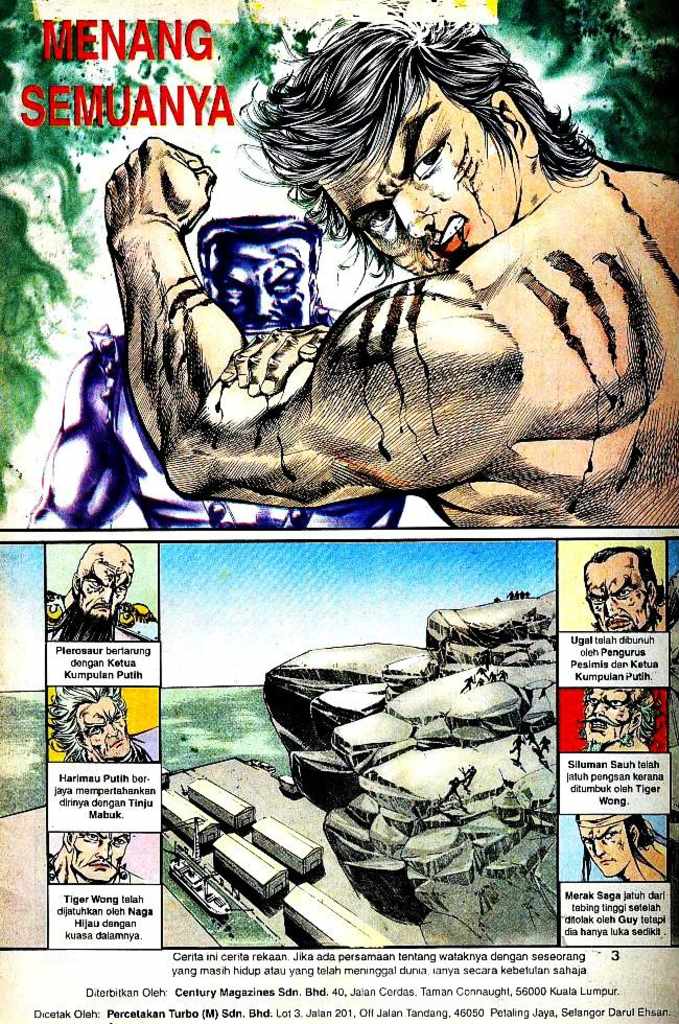 MENANG
SEMUANYA
Plerosaur bertarung
dengan Ketua
Kumpulan Putih
Harimau Putih ber-
jaya mempertahankan
dirinya dengan Tinju
Mabuk.
Tiger Wong telah
dijatuhkan oleh Naga
Hijau dengan
kuasa dalamnya.
Ugal telah dibunuh
oleh Pengurus
Pesimis dan Ketua
Kumpulan Putih.
Siluman Sauh telah
jatuh pengsan kerana
ditumbuk oleh Tiger
Wong.
Merak Saga jatuh dari
tebing tinggi setelah
ditolak oleh Guy tetapi
dia hanya luka sedikit.
Cerita ini cerita rekaan. Jika ada persamaan tentang wataknya dengan seseorang
yang masih hidup atau yang telah meninggal dunia, ianya secara kebetulan sahaja
3
Diterbitkan Oleh: Century Magazines Sdn. Bhd. 40, Jalan Cerdas, Taman Connaught, 56000 Kuala Lumpur.
Dicetak Oleh: Percetakan Turbo (M) Sdn. Bhd. Lot 3, Jalan 201, Off Jalan Tandang, 46050 Petaling Jaya, Selangor Darul Ehsan.